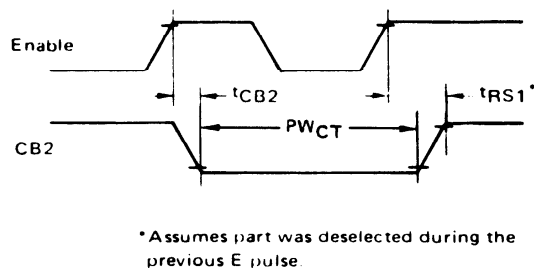 Enable
tCB2
tRS1*
PWCT
CB2
*Assumes part was deselected during the
previous E pulse.